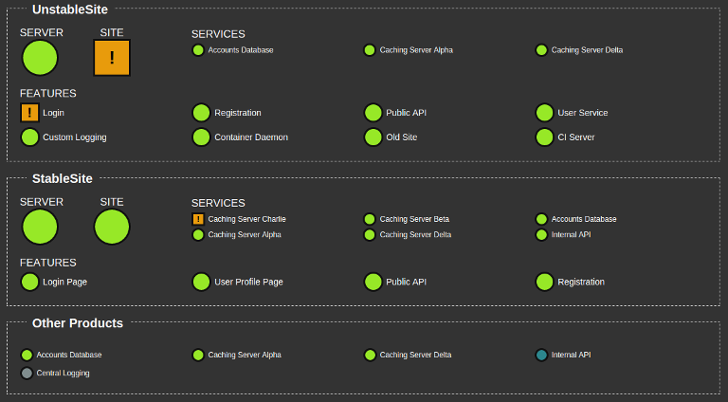 UnstableSite
SERVER SITE SERVICES
! Accounts Database Caching Server Alpha Caching Server Delta
FEATURES
! Login Registration Public API User Service
Custom Logging Container Daemon Old Site CI Server
StableSite
SERVER SITE SERVICES
! Caching Server Charlie Caching Server Beta Accounts Database
Caching Server Alpha Caching Server Delta Internal API
FEATURES
Login Page User Profile Page Public API Registration
Other Products
Accounts Database Caching Server Alpha Caching Server Delta Internal API
Central Logging